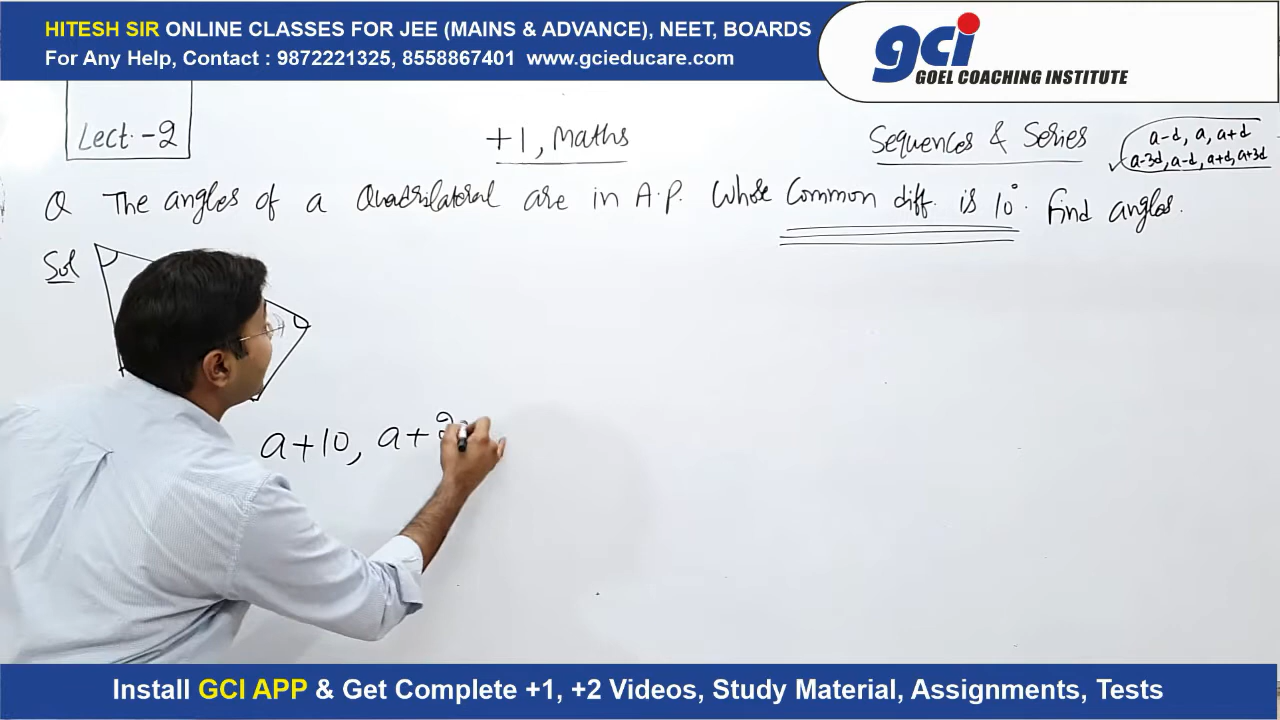 HITESH SIR ONLINE CLASSES FOR JEE (MAINS & ADVANCE), NEET, BOARDS
For Any Help, Contact : 9872221325, 8558867401 www.gcieducare.com
gci
GOEL COACHING INSTITUTE
Lect. - 2
+1, Maths
Sequences & Series
a-d, a, a+d
a-3d, a-d, a+d, a+3d
Q The angles of a Quadrilateral are in A.P. whose Common diff. is 10°. Find angles.
Sol
a+10, a+2
Install GCI APP & Get Complete +1, +2 Videos, Study Material, Assignments, Tests